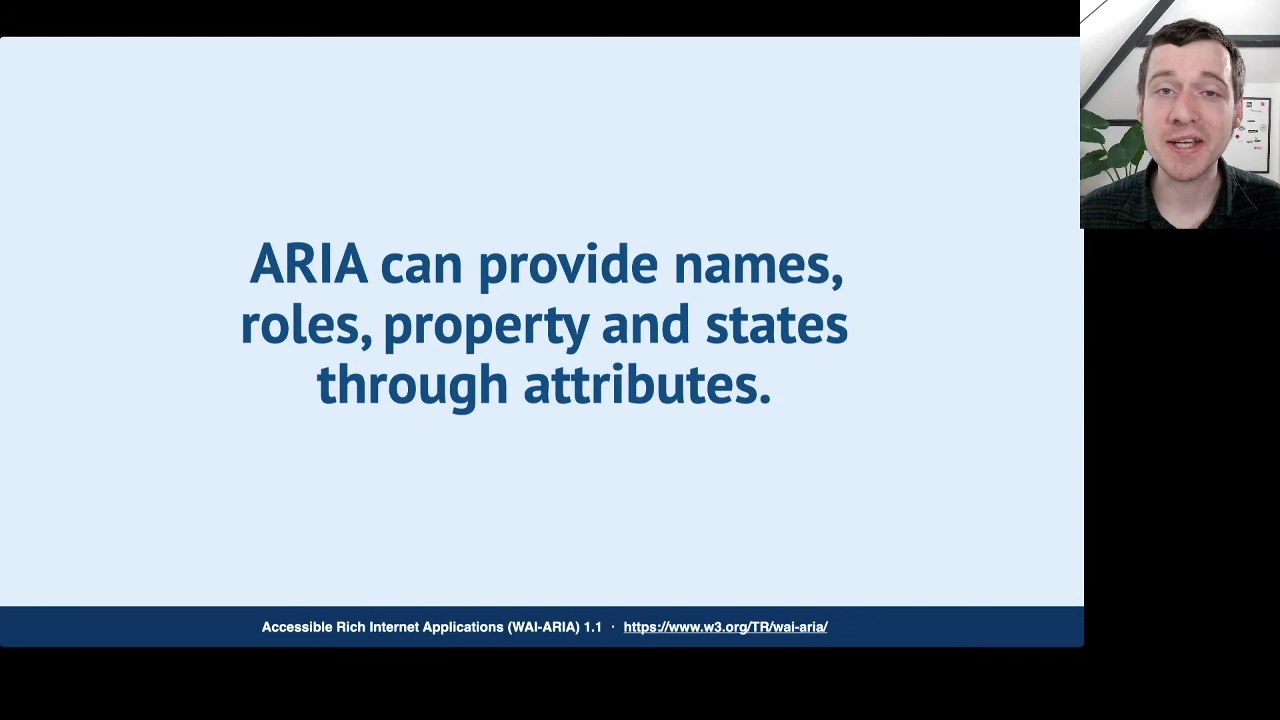 ARIA can provide names,
roles, property and states
through attributes.
Accessible Rich Internet Applications (WAI-ARIA) 1.1 · https://www.w3.org/TR/wai-aria/